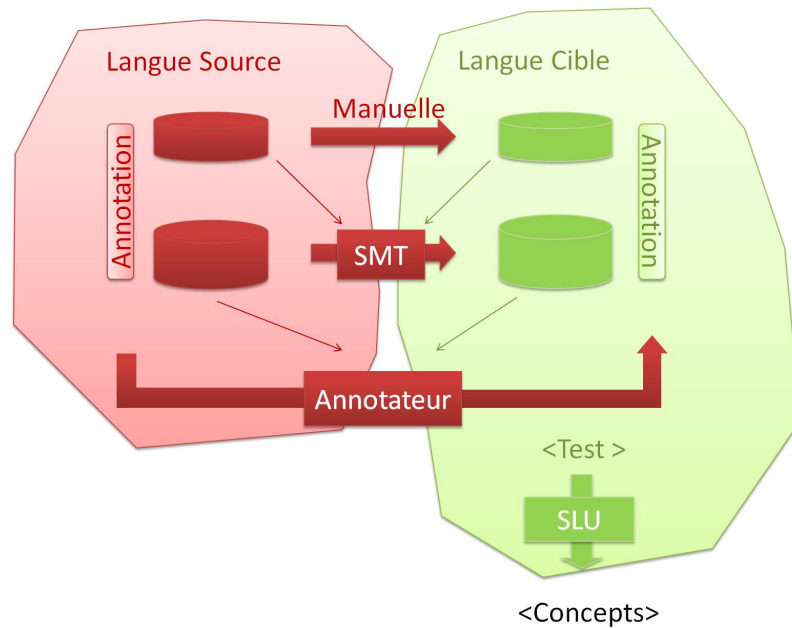 Langue Source
Langue Cible
Manuelle
Annotation
Annotation
SMT
Annotateur
<Test >
SLU
<Concepts>